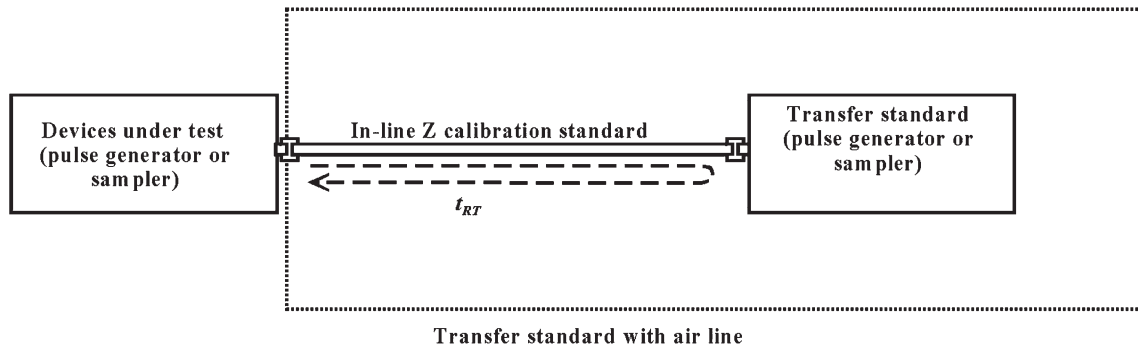 Devices under test
(pulse generator or
sampler)
In-line Z calibration standard
t_RT
Transfer standard
(pulse generator or
sampler)
Transfer standard with air line